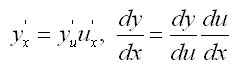 y'ₓ = y'ᵤu'ₓ, dy/dx = dy/du du/dx